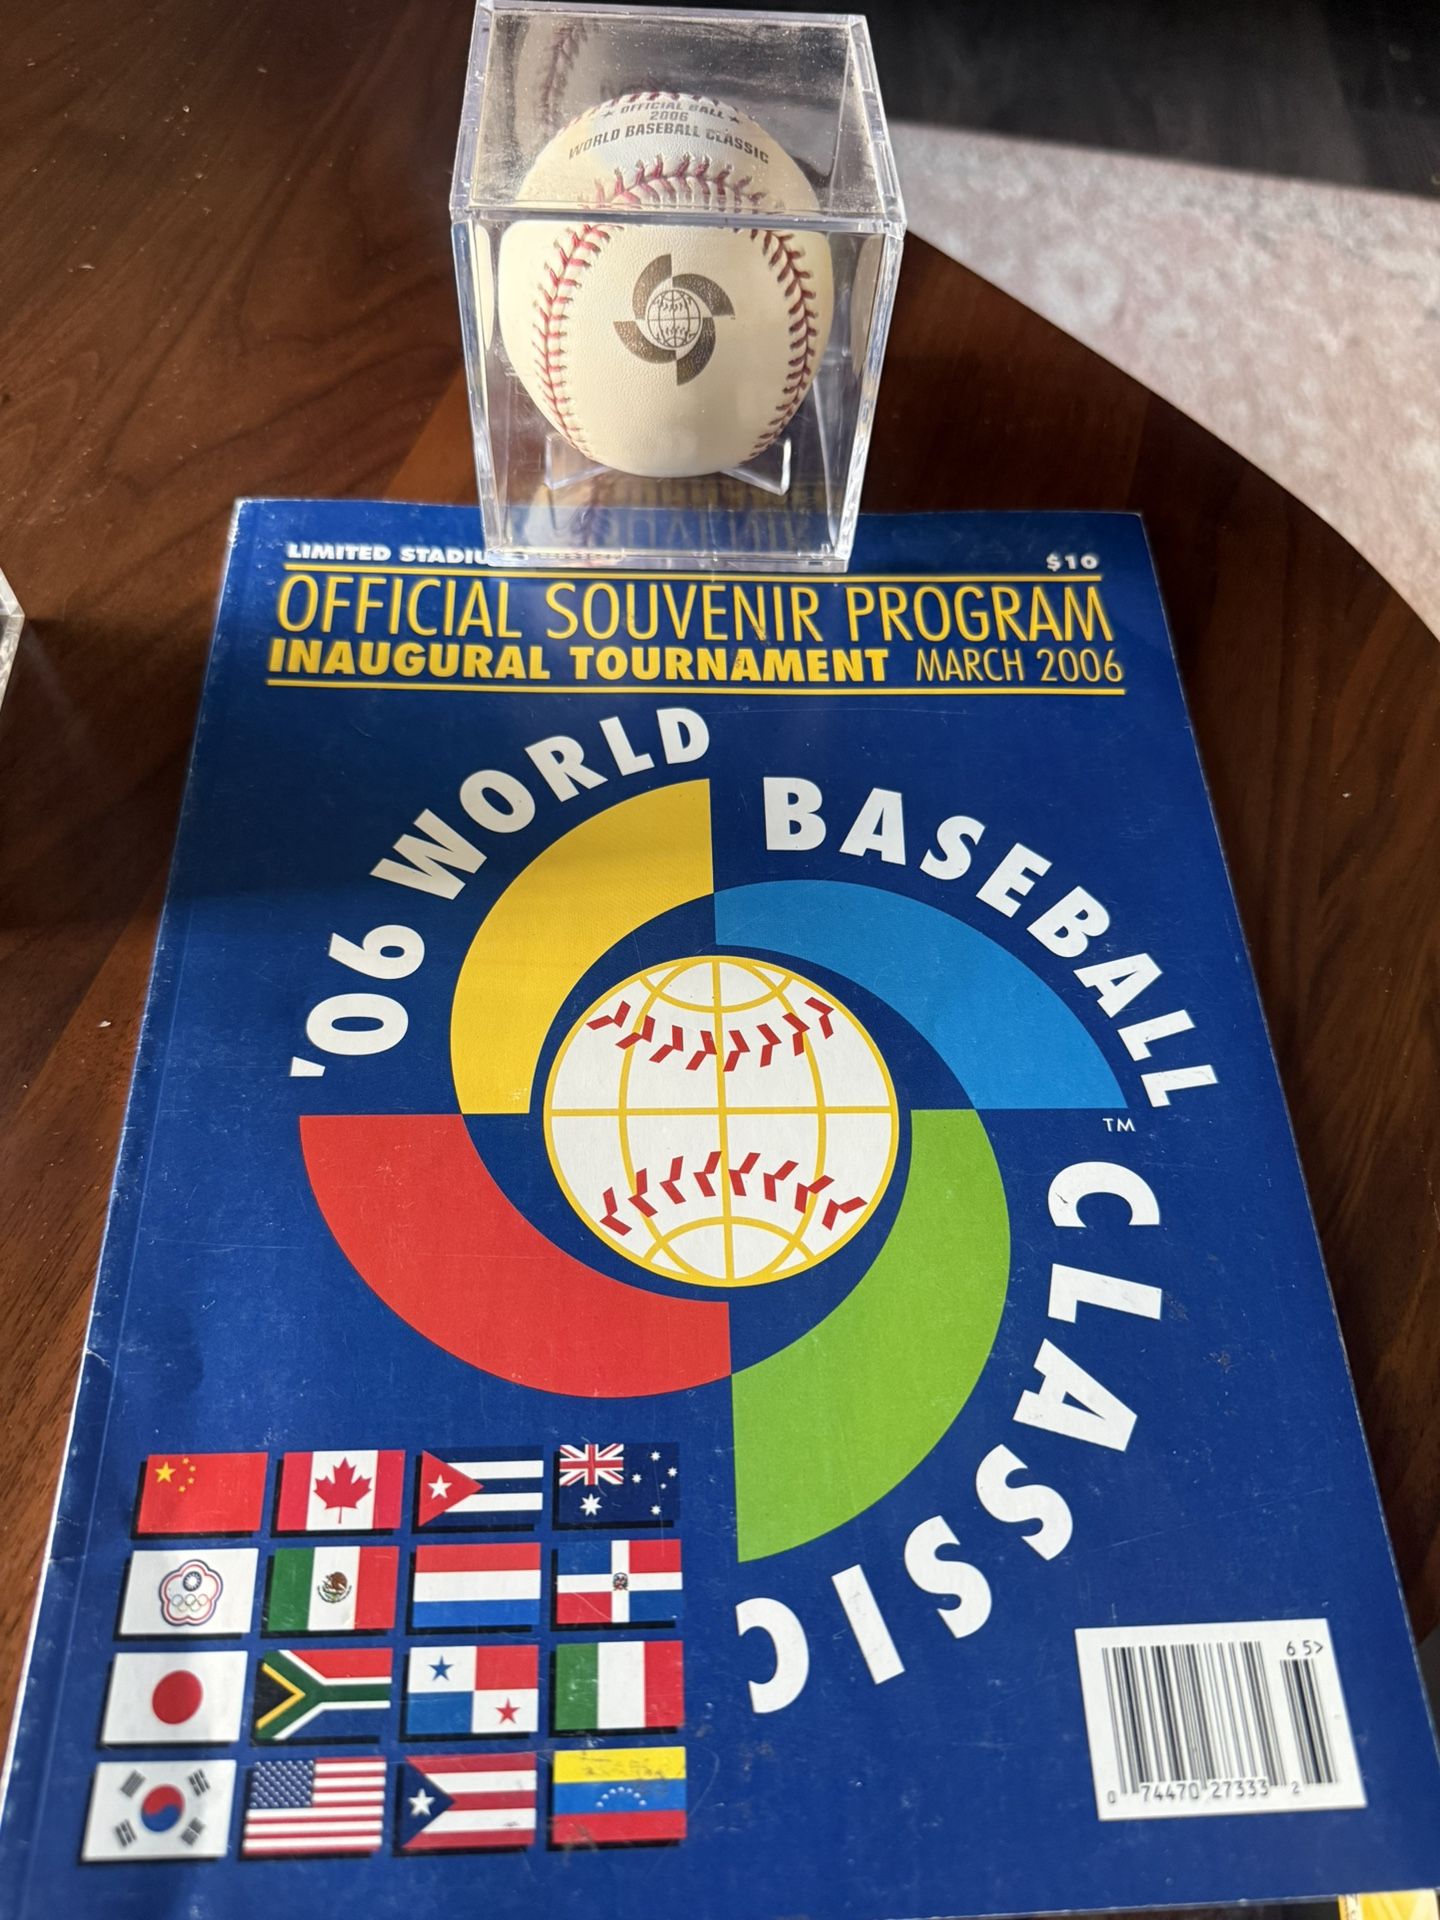 OFFICIAL BALL
2006
WORLD BASEBALL CLASSIC
LIMITED STADIUM
$10
OFFICIAL SOUVENIR PROGRAM
INAUGURAL TOURNAMENT MARCH 2006
'06 WORLD BASEBALL CLASSIC
TM
65>
0 74470 27333 2